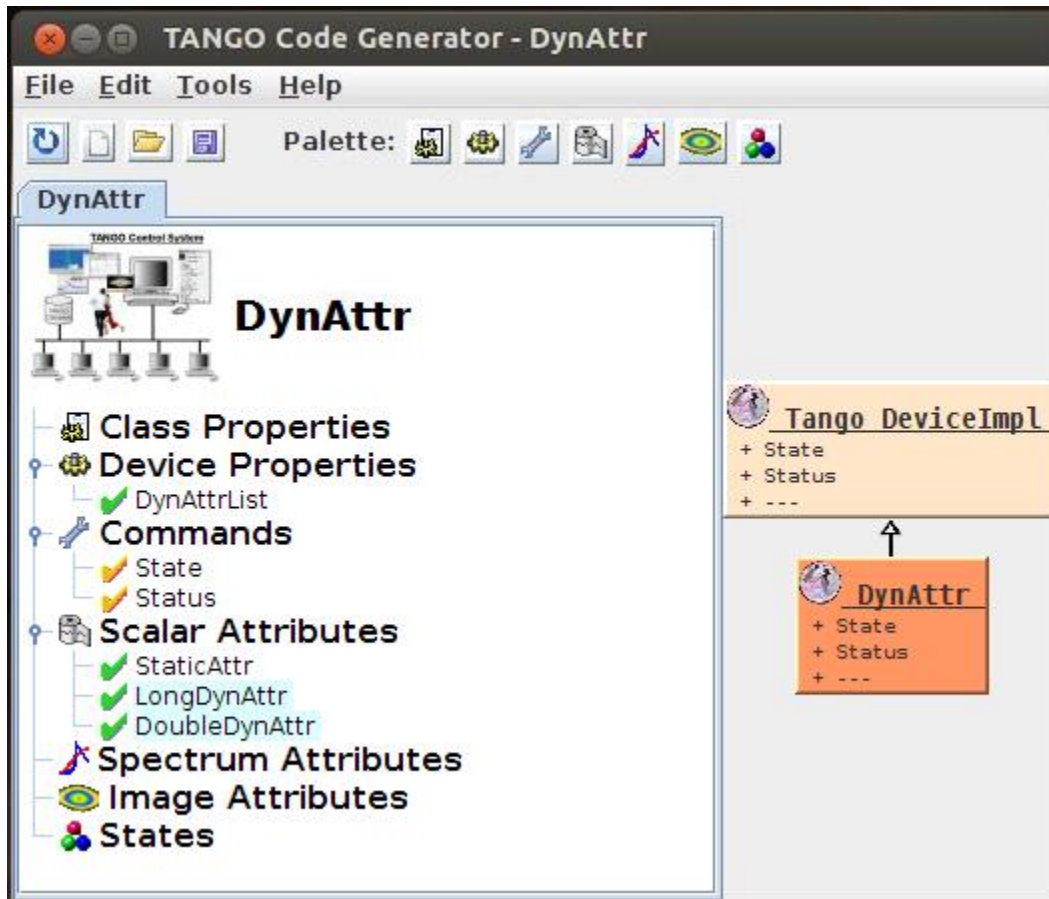 TANGO Code Generator - DynAttr
File Edit Tools Help
Palette:
DynAttr
TANGO Control System
DynAttr
Class Properties
Device Properties
DynAttrList
Commands
State
Status
Scalar Attributes
StaticAttr
LongDynAttr
DoubleDynAttr
Spectrum Attributes
Image Attributes
States
Tango DeviceImpl
+ State
+ Status
+ ---
DynAttr
+ State
+ Status
+ ---